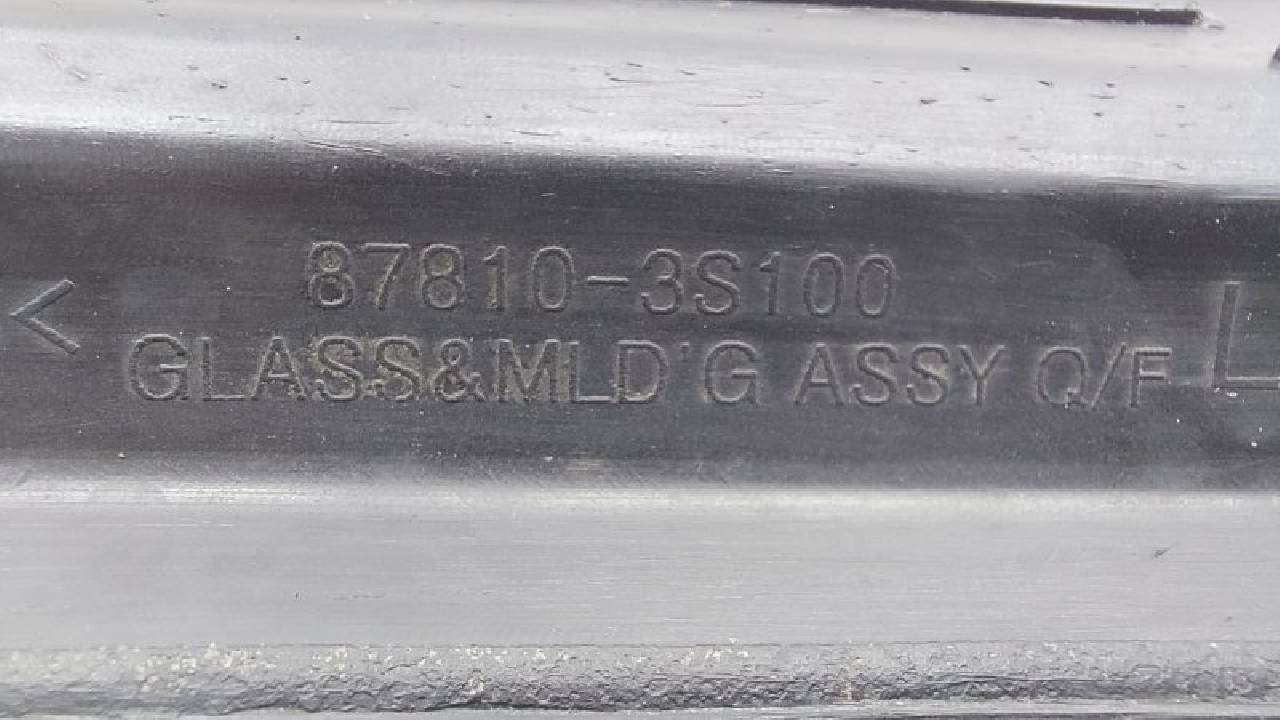 87810-3S100
GLASS&MLD'G ASSY Q/F
<
L